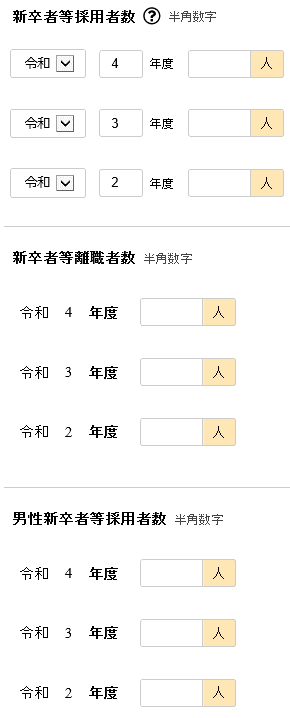 新卒者等採用者数 ? 半角数字
令和 4 年度 人
令和 3 年度 人
令和 2 年度 人
新卒者等離職者数 半角数字
令和 4 年度 人
令和 3 年度 人
令和 2 年度 人
男性新卒者等採用者数 半角数字
令和 4 年度 人
令和 3 年度 人
令和 2 年度 人